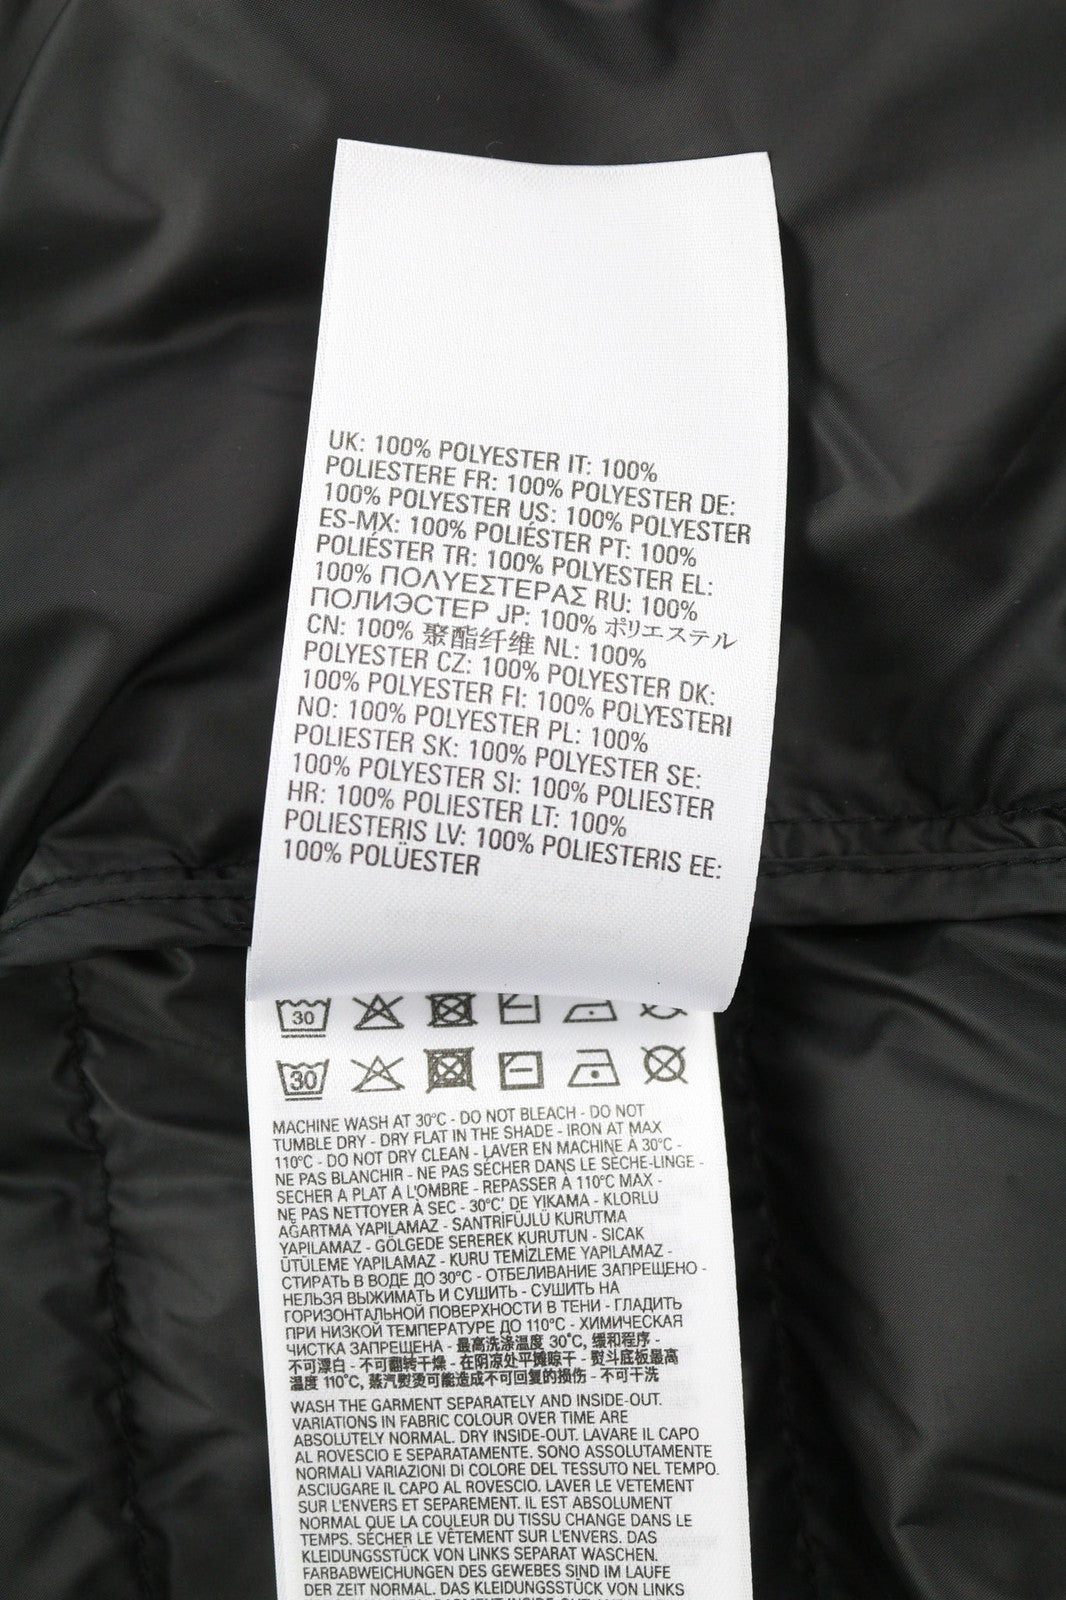 UK: 100% POLYESTER IT: 100%
POLIESTERE FR: 100% POLYESTER DE:
100% POLYESTER US: 100% POLYESTER
ES-MX: 100% POLIÉSTER PT: 100%
POLIÉSTER TR: 100% POLYESTER EL:
100% ΠΟΛΥΕΣΤΕΡΑΣ RU: 100%
ПОЛИЭСТЕР JP: 100% ポリエステル
CN: 100% 聚酯纤维 NL: 100%
POLYESTER CZ: 100% POLYESTER DK:
100% POLYESTER FI: 100% POLYESTERI
NO: 100% POLYESTER PL: 100%
POLIESTER SK: 100% POLYESTER SE:
100% POLYESTER SI: 100% POLIESTER
HR: 100% POLIESTER LT: 100%
POLIESTERIS LV: 100% POLIESTERIS EE:
100% POLÜESTER
30
30
MACHINE WASH AT 30°C - DO NOT BLEACH - DO NOT
TUMBLE DRY - DRY FLAT IN THE SHADE - IRON AT MAX
110°C - DO NOT DRY CLEAN - LAVER EN MACHINE À 30°C -
NE PAS BLANCHIR - NE PAS SÉCHER DANS LE SÈCHE-LINGE -
SECHER A PLAT A L'OMBRE - REPASSER À 110°C MAX -
NE PAS NETTOYER À SEC - 30°C' DE YIKAMA - KLORLU
AĞARTMA YAPILAMAZ - SANTRİFÜJLÜ KURUTMA
YAPILAMAZ - GÖLGEDE SEREREK KURUTUN - SICAK
ÜTÜLEME YAPILAMAZ - KURU TEMİZLEME YAPILAMAZ -
СТИРАТЬ В ВОДЕ ДО 30°C - ОТБЕЛИВАНИЕ ЗАПРЕЩЕНО -
НЕЛЬЗЯ ВЫЖИМАТЬ И СУШИТЬ - СУШИТЬ НА
ГОРИЗОНТАЛЬНОЙ ПОВЕРХНОСТИ В ТЕНИ - ГЛАДИТЬ
ПРИ НИЗКОЙ ТЕМПЕРАТУРЕ ДО 110°C - ХИМИЧЕСКАЯ
ЧИСТКА ЗАПРЕЩЕНА - 最高洗涤温度 30°C, 缓和程序 -
不可漂白 - 不可翻转干燥 - 在阴凉处平摊晾干 - 熨斗底板最高
温度 110°C, 蒸汽熨烫可能造成不可回复的损伤 - 不可干洗
WASH THE GARMENT SEPARATELY AND INSIDE-OUT.
VARIATIONS IN FABRIC COLOUR OVER TIME ARE
ABSOLUTELY NORMAL. DRY INSIDE-OUT. LAVARE IL CAPO
AL ROVESCIO E SEPARATAMENTE. SONO ASSOLUTAMENTE
NORMALI VARIAZIONI DI COLORE DEL TESSUTO NEL TEMPO.
ASCIUGARE IL CAPO AL ROVESCIO. LAVER LE VETEMENT
SUR L'ENVERS ET SEPAREMENT. IL EST ABSOLUMENT
NORMAL QUE LA COULEUR DU TISSU CHANGE DANS LE
TEMPS. SÉCHER LE VÊTEMENT SUR L'ENVERS. DAS
KLEIDUNGSSTÜCK VON LINKS SEPARAT WASCHEN.
FARBABWEICHUNGEN DES GEWEBES SIND IM LAUFE
DER ZEIT NORMAL. DAS KLEIDUNGSSTÜCK VON LINKS